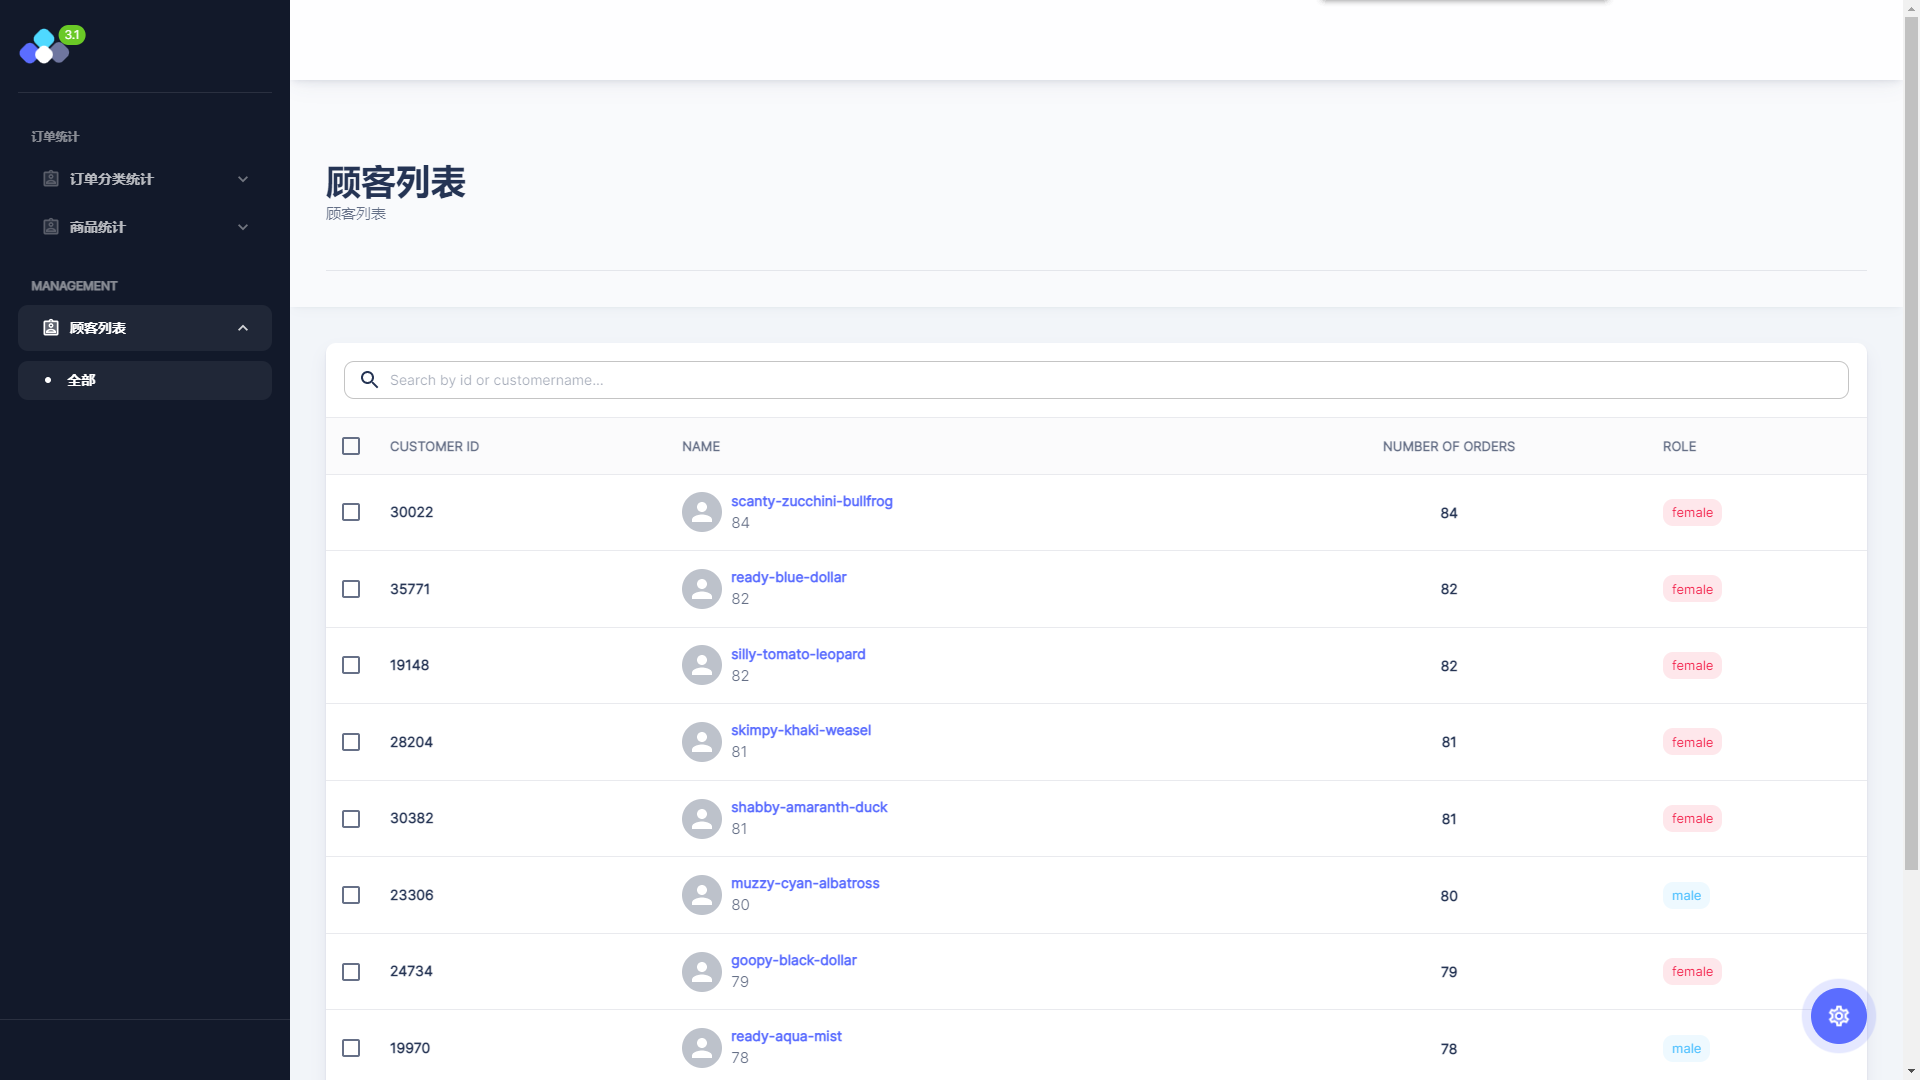 3.1
订单统计
订单分类统计
商品统计
MANAGEMENT
顾客列表
全部
顾客列表
顾客列表
Search by id or customername...
CUSTOMER ID NAME NUMBER OF ORDERS ROLE
30022 scanty-zucchini-bullfrog 84 female
84
35771 ready-blue-dollar 82 female
82
19148 silly-tomato-leopard 82 female
82
28204 skimpy-khaki-weasel 81 female
81
30382 shabby-amaranth-duck 81 female
81
23306 muzzy-cyan-albatross 80 male
80
24734 goopy-black-dollar 79 female
79
19970 ready-aqua-mist 78 male
78